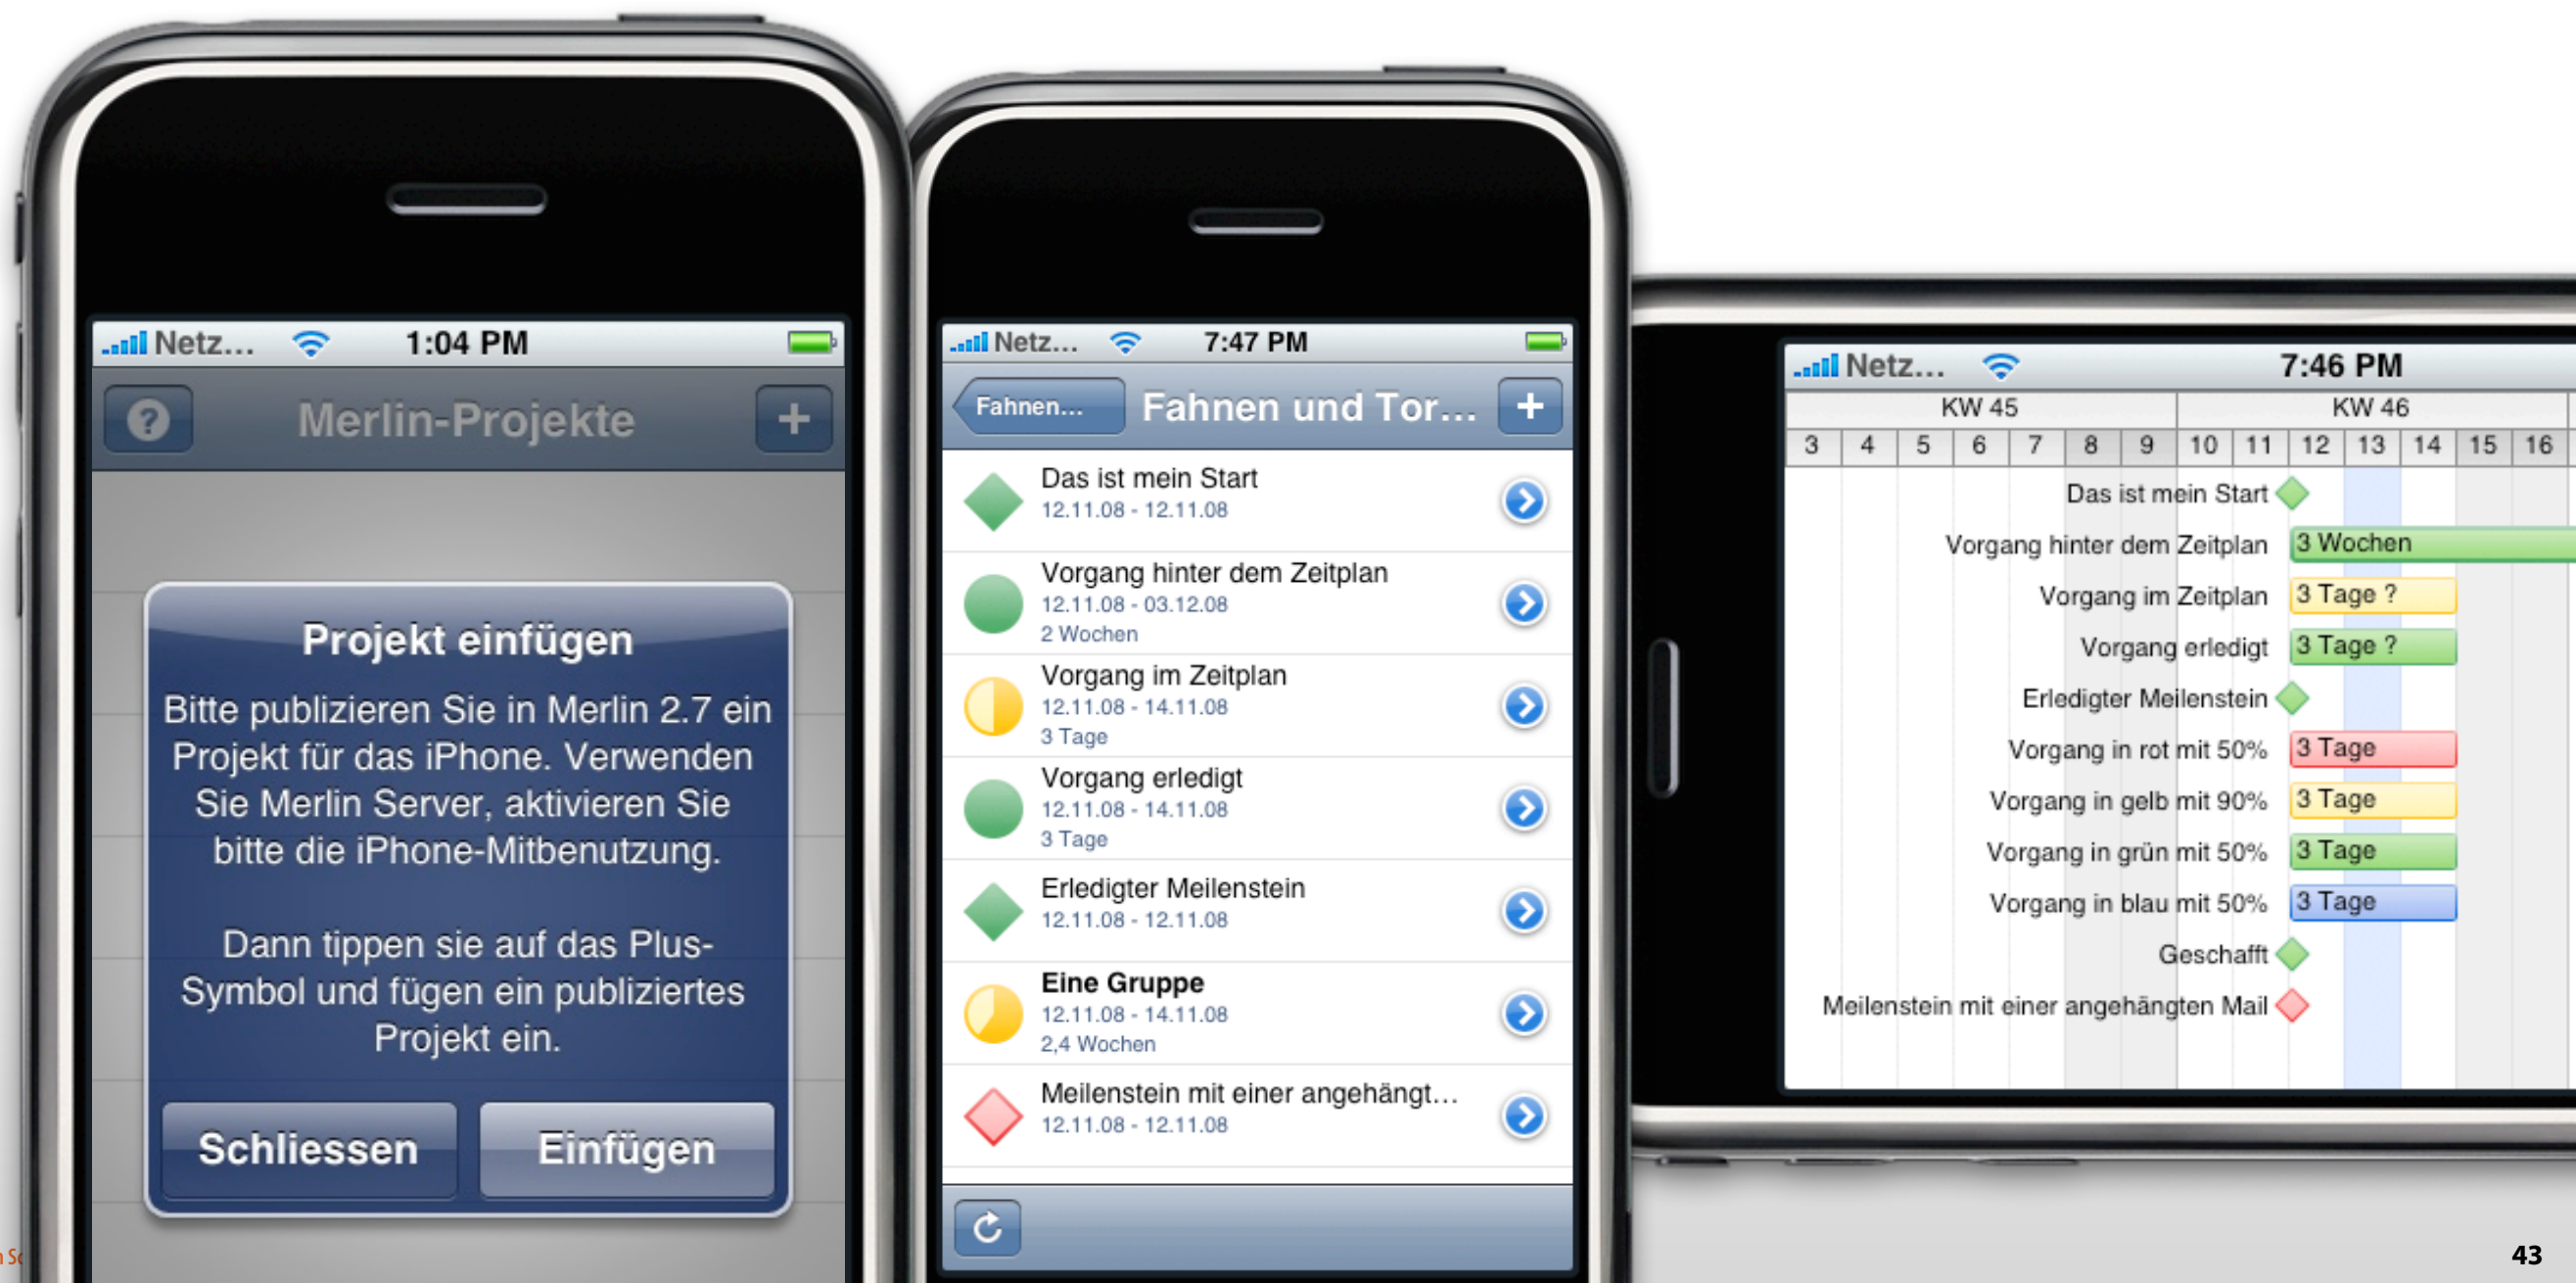 Netz...
1:04 PM
Merlin-Projekte
Projekt einfügen
Bitte publizieren Sie in Merlin 2.7 ein
Projekt für das iPhone. Verwenden
Sie Merlin Server, aktivieren Sie
bitte die iPhone-Mitbenutzung.
Dann tippen sie auf das Plus-
Symbol und fügen ein publiziertes
Projekt ein.
Schliessen
Einfügen
Netz...
7:47 PM
Fahnen...
Fahnen und Tor...
Das ist mein Start
12.11.08 - 12.11.08
Vorgang hinter dem Zeitplan
12.11.08 - 03.12.08
2 Wochen
Vorgang im Zeitplan
12.11.08 - 14.11.08
3 Tage
Vorgang erledigt
12.11.08 - 14.11.08
3 Tage
Erledigter Meilenstein
12.11.08 - 12.11.08
Eine Gruppe
12.11.08 - 14.11.08
2,4 Wochen
Meilenstein mit einer angehängt...
12.11.08 - 12.11.08
Netz...
7:46 PM
KW 45 KW 46
3 4 5 6 7 8 9 10 11 12 13 14 15 16
Das ist mein Start
Vorgang hinter dem Zeitplan 3 Wochen
Vorgang im Zeitplan 3 Tage ?
Vorgang erledigt 3 Tage ?
Erledigter Meilenstein
Vorgang in rot mit 50% 3 Tage
Vorgang in gelb mit 90% 3 Tage
Vorgang in grün mit 50% 3 Tage
Vorgang in blau mit 50% 3 Tage
Geschafft
Meilenstein mit einer angehängten Mail
43